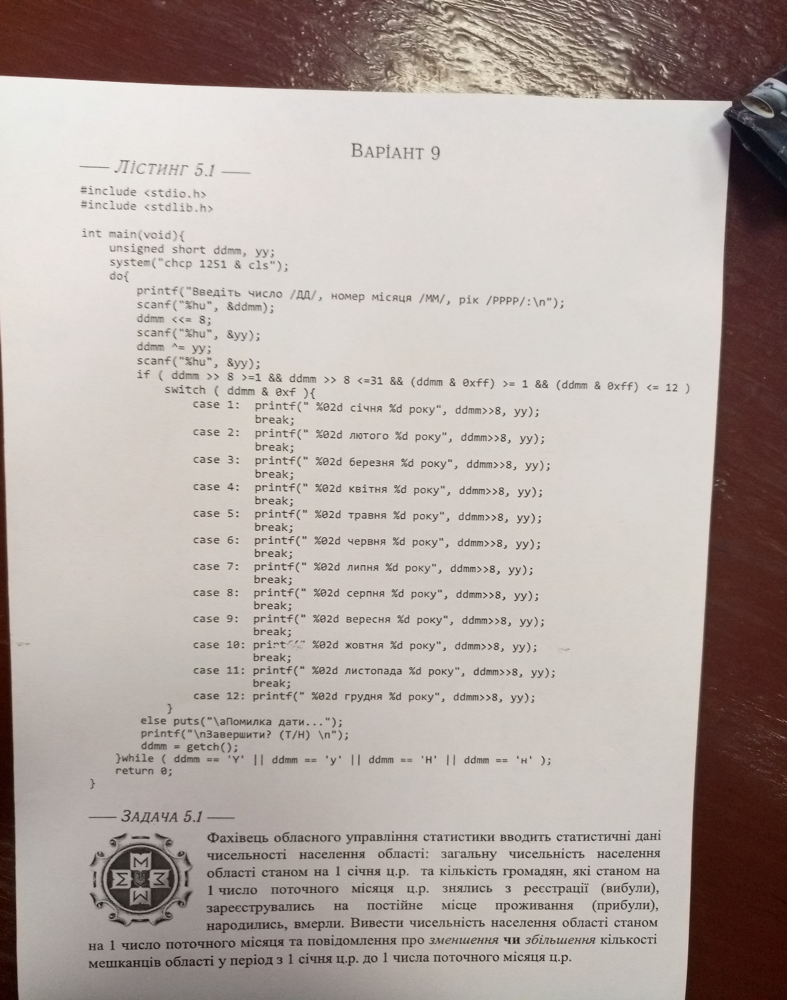 ВАРІАНТ 9
ЛІСТИНГ 5.1
#include <stdio.h>
#include <stdlib.h>
int main(void){
unsigned short ddmm, yy;
system("chcp 1251 & cls");
do{
printf("Введіть число /ДД/, номер місяця /ММ/, рік /РРРР/:\n");
scanf("%hu", &ddmm);
ddmm <<= 8;
scanf("%hu", &yy);
ddmm ^= yy;
scanf("%hu", &yy);
if ( ddmm >> 8 >=1 && ddmm >> 8 <=31 && (ddmm & 0xff) >= 1 && (ddmm & 0xff) <= 12 )
switch ( ddmm & 0xf ){
case 1: printf(" %02d січня %d року", ddmm>>8, yy);
break;
case 2: printf(" %02d лютого %d року", ddmm>>8, yy);
break;
case 3: printf(" %02d березня %d року", ddmm>>8, yy);
break;
case 4: printf(" %02d квітня %d року", ddmm>>8, yy);
break;
case 5: printf(" %02d травня %d року", ddmm>>8, yy);
break;
case 6: printf(" %02d червня %d року", ddmm>>8, yy);
break;
case 7: printf(" %02d липня %d року", ddmm>>8, yy);
break;
case 8: printf(" %02d серпня %d року", ddmm>>8, yy);
break;
case 9: printf(" %02d вересня %d року", ddmm>>8, yy);
break;
case 10: printf(" %02d жовтня %d року", ddmm>>8, yy);
break;
case 11: printf(" %02d листопада %d року", ddmm>>8, yy);
break;
case 12: printf(" %02d грудня %d року", ddmm>>8, yy);
}
else puts("\aПомилка дати...");
printf("\nЗавершити? (Т/Н) \n");
ddmm = getch();
}while ( ddmm == 'Y' || ddmm == 'y' || ddmm == 'Н' || ddmm == 'н' );
return 0;
}
ЗАДАЧА 5.1
Фахівець обласного управління статистики вводить статистичні дані
чисельності населення області: загальну чисельність населення
області станом на 1 січня ц.р. та кількість громадян, які станом на
1 число поточного місяця ц.р. знялись з реєстрації (вибули),
зареєструвались на постійне місце проживання (прибули),
народились, вмерли. Вивести чисельність населення області станом
на 1 число поточного місяця та повідомлення про зменшення чи збільшення кількості
мешканців області у період з 1 січня ц.р. до 1 числа поточного місяця ц.р.